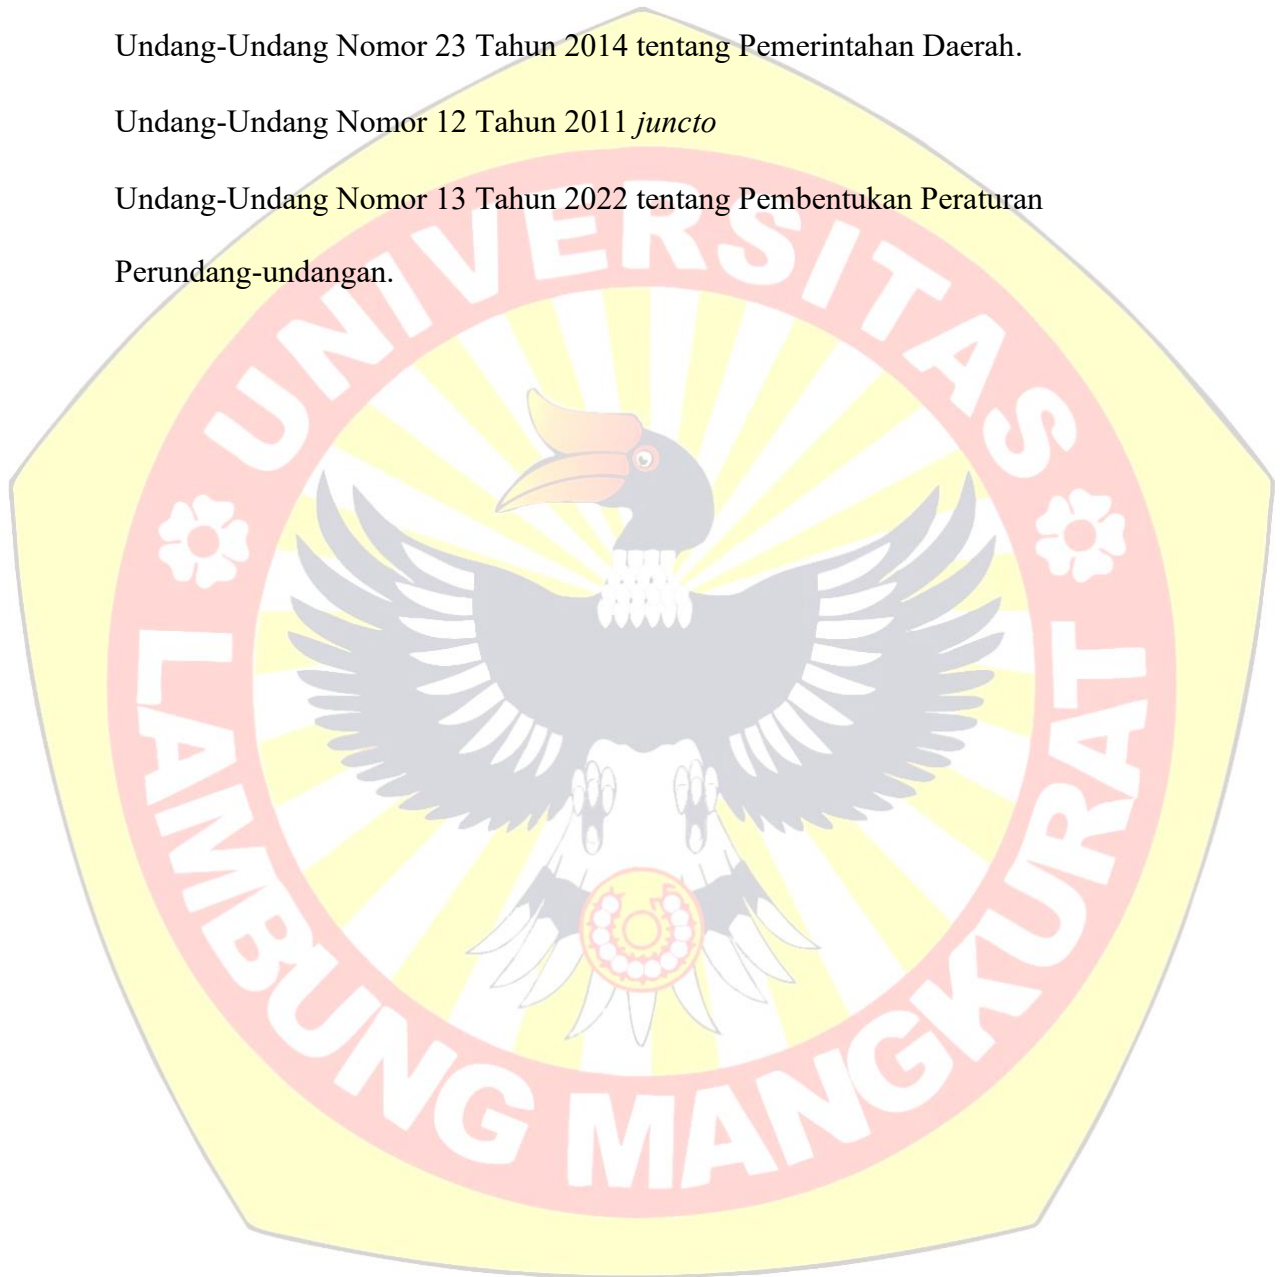 Undang-Undang Nomor 23 Tahun 2014 tentang Pemerintahan Daerah.
Undang-Undang Nomor 12 Tahun 2011 juncto
Undang-Undang Nomor 13 Tahun 2022 tentang Pembentukan Peraturan
Perundang-undangan.
UNIVERSITAS
LAMBUNG MANGKURAT